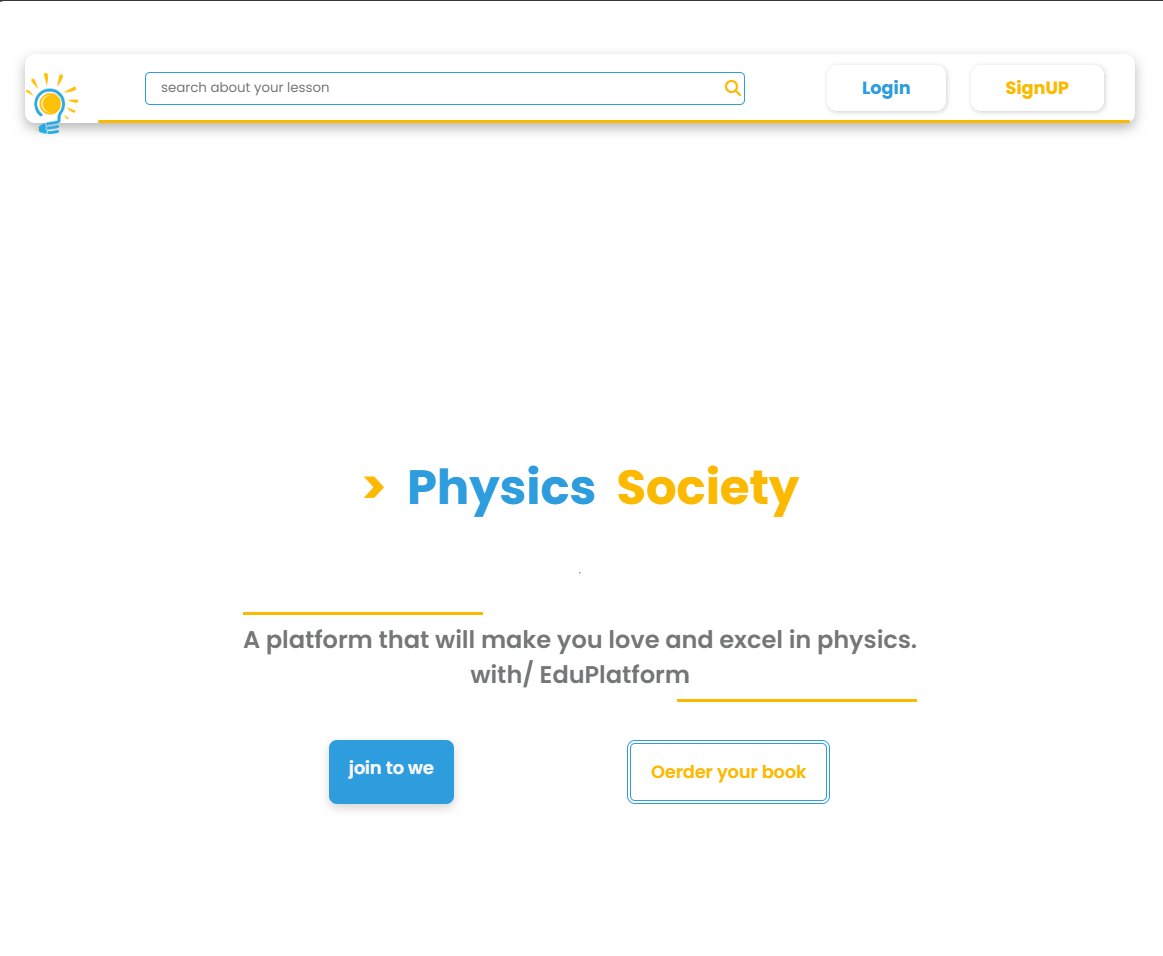 search about your lesson
Login
SignUP
> Physics Society
.
A platform that will make you love and excel in physics.
with/ EduPlatform
join to we
Oerder your book